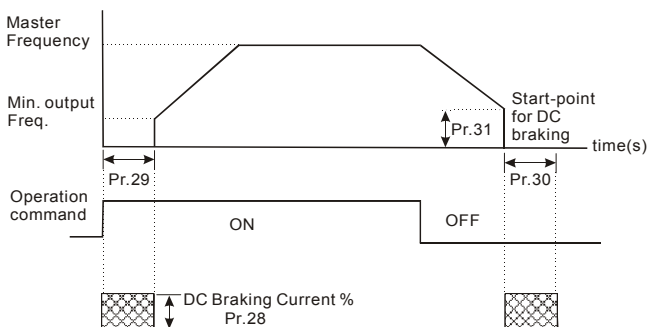 Master
Frequency
Min. output
Freq.
Start-point
for DC
braking
Pr.31
time(s)
Pr.29
Pr.30
Operation
command
ON
OFF
DC Braking Current %
Pr.28